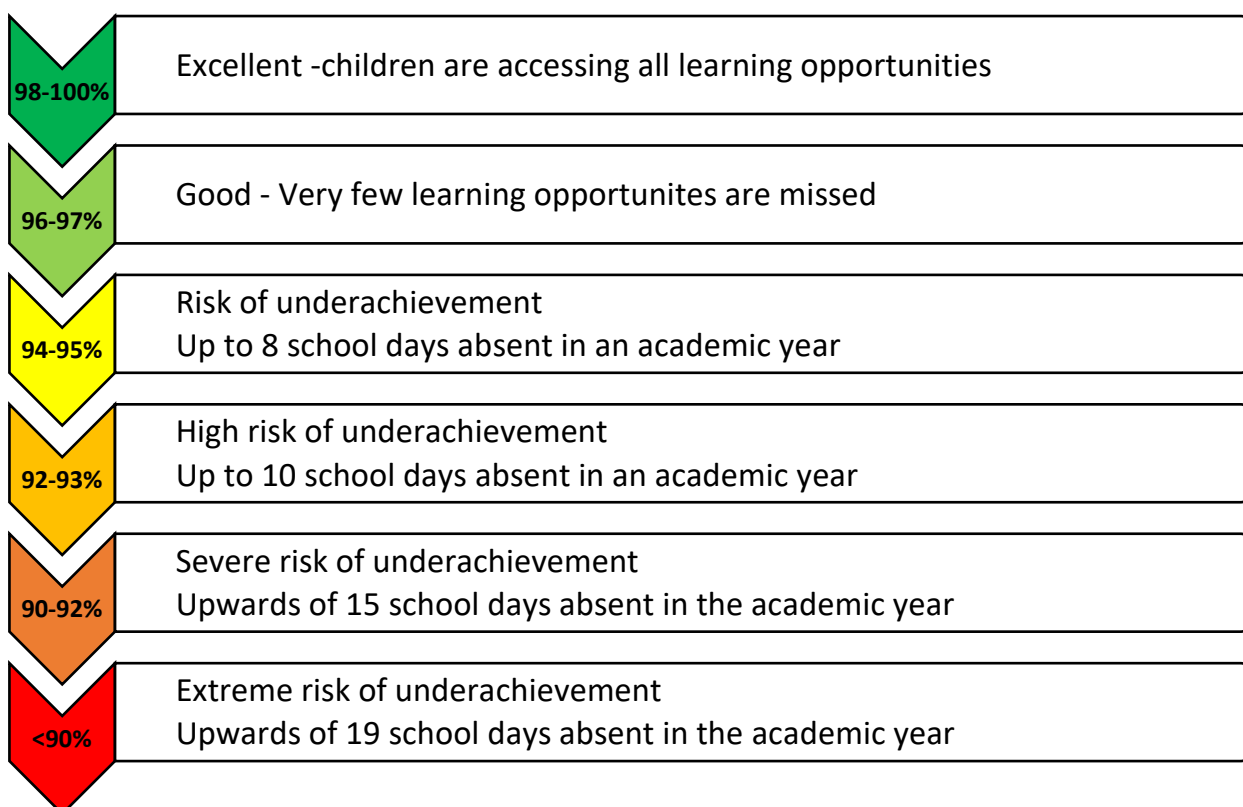 98-100%
Excellent -children are accessing all learning opportunities
96-97%
Good - Very few learning opportunites are missed
94-95%
Risk of underachievement
Up to 8 school days absent in an academic year
92-93%
High risk of underachievement
Up to 10 school days absent in an academic year
90-92%
Severe risk of underachievement
Upwards of 15 school days absent in the academic year
<90%
Extreme risk of underachievement
Upwards of 19 school days absent in the academic year